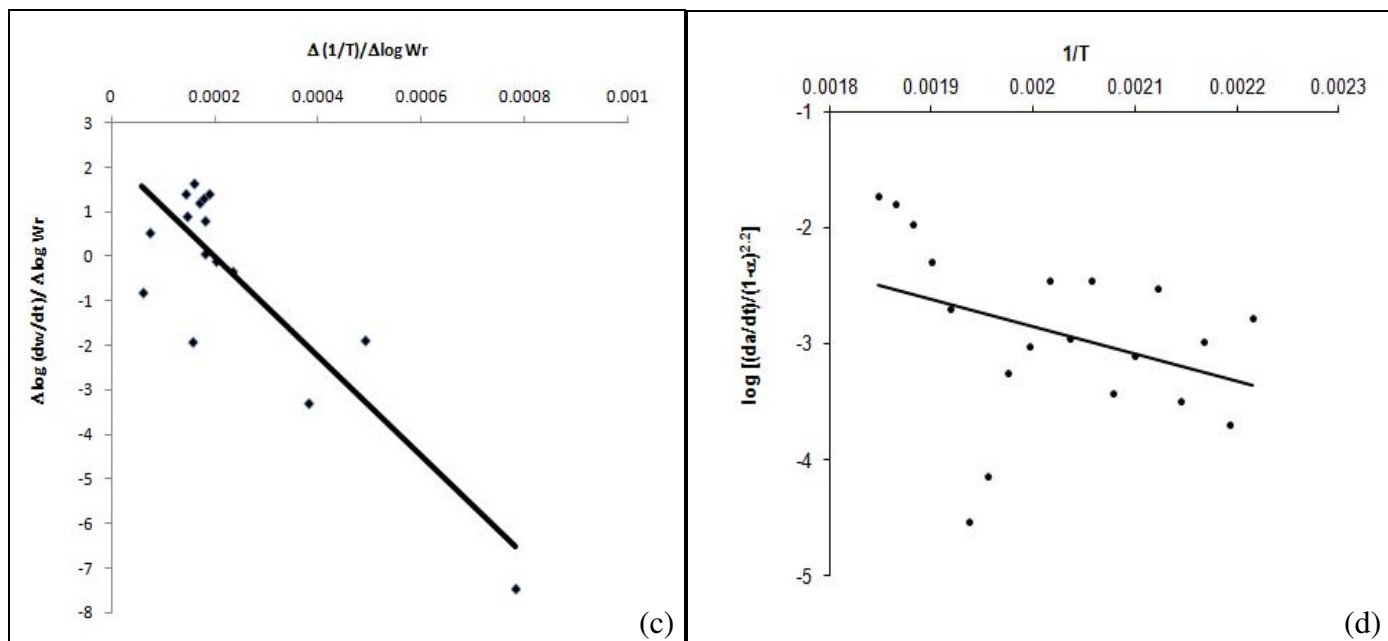 Δ (1/T)/Δlog Wr
0 0.0002 0.0004 0.0006 0.0008 0.001
3
2
1
0
-1
-2
-3
-4
-5
-6
-7
-8
Δlog (dw/dt)/ Δlog Wr
(c)
1/T
0.0018 0.0019 0.002 0.0021 0.0022 0.0023
-1
-2
-3
-4
-5
log [(da/dt)/(1-α)^2.2]
(d)